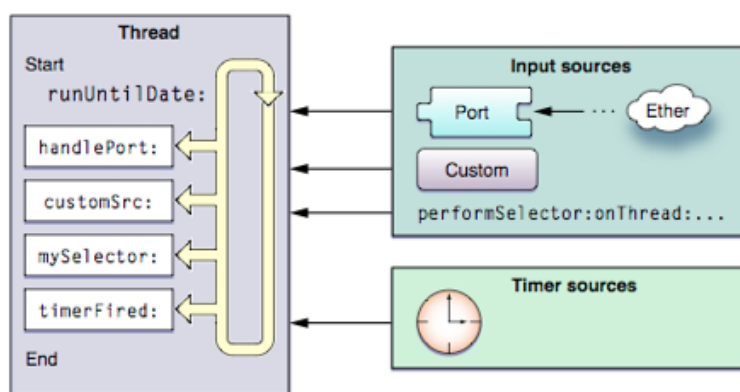 Thread
Start
runUntilDate:
handlePort:
customSrc:
mySelector:
timerFired:
End
Input sources
Port
... Ether
Custom
performSelector:onThread:...
Timer sources